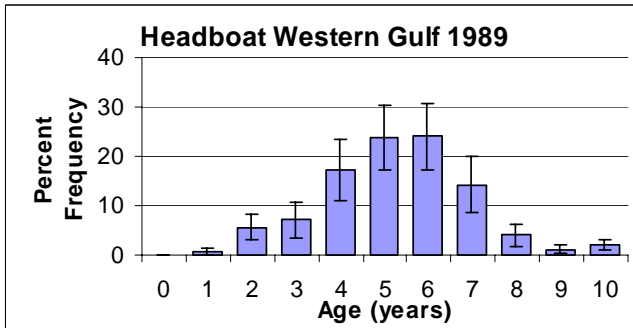 Headboat Western Gulf 1989
Percent
Frequency
40
30
20
10
0
0 1 2 3 4 5 6 7 8 9 10
Age (years)